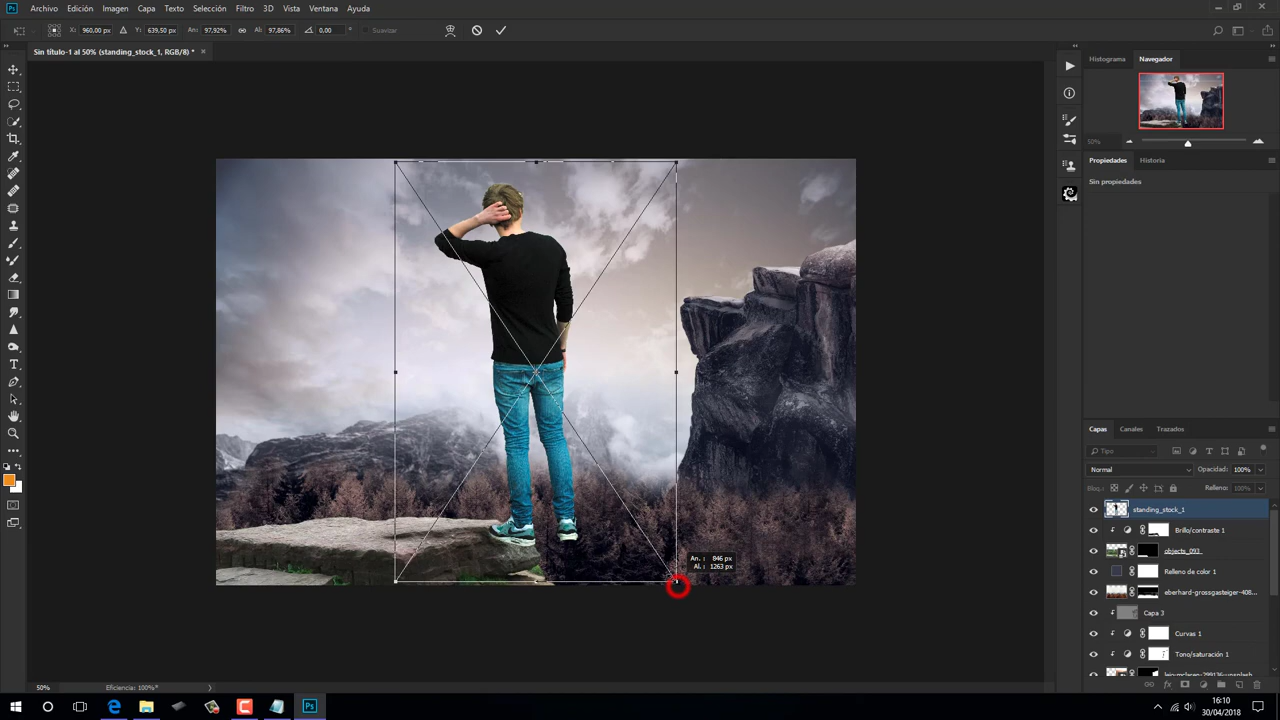 Ps Archivo Edición Imagen Capa Texto Selección Filtro 3D Vista Ventana Ayuda
X: 960,00 px Y: 639,50 px An: 97,92% Al: 97,86% 0,00 ° Suavizar
Sin título-1 al 50% (standing_stock_1, RGB/8) * ×
Histograma Navegador
50%
Propiedades Historia
Sin propiedades
Capas Canales Trazados
Tipo
Normal Opacidad: 100%
Bloq.: Relleno: 100%
standing_stock_1
Brillo/contraste 1
objects_093
Relleno de color 1
eberhard-grossgasteiger-408...
Capa 3
Curvas 1
Tono/saturación 1
An. : 846 px
Al. : 1263 px
50% Eficiencia: 100%*
Ps
16:10
30/04/2018